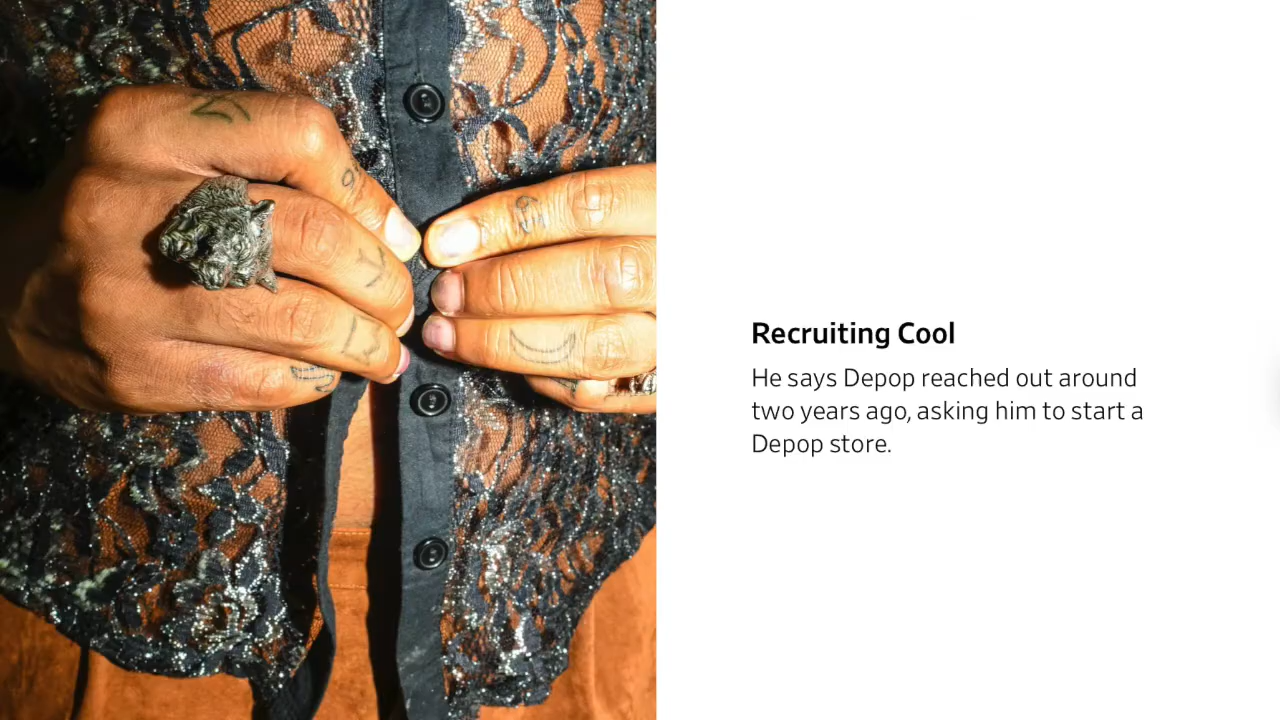 Recruiting Cool
He says Depop reached out around
two years ago, asking him to start a
Depop store.